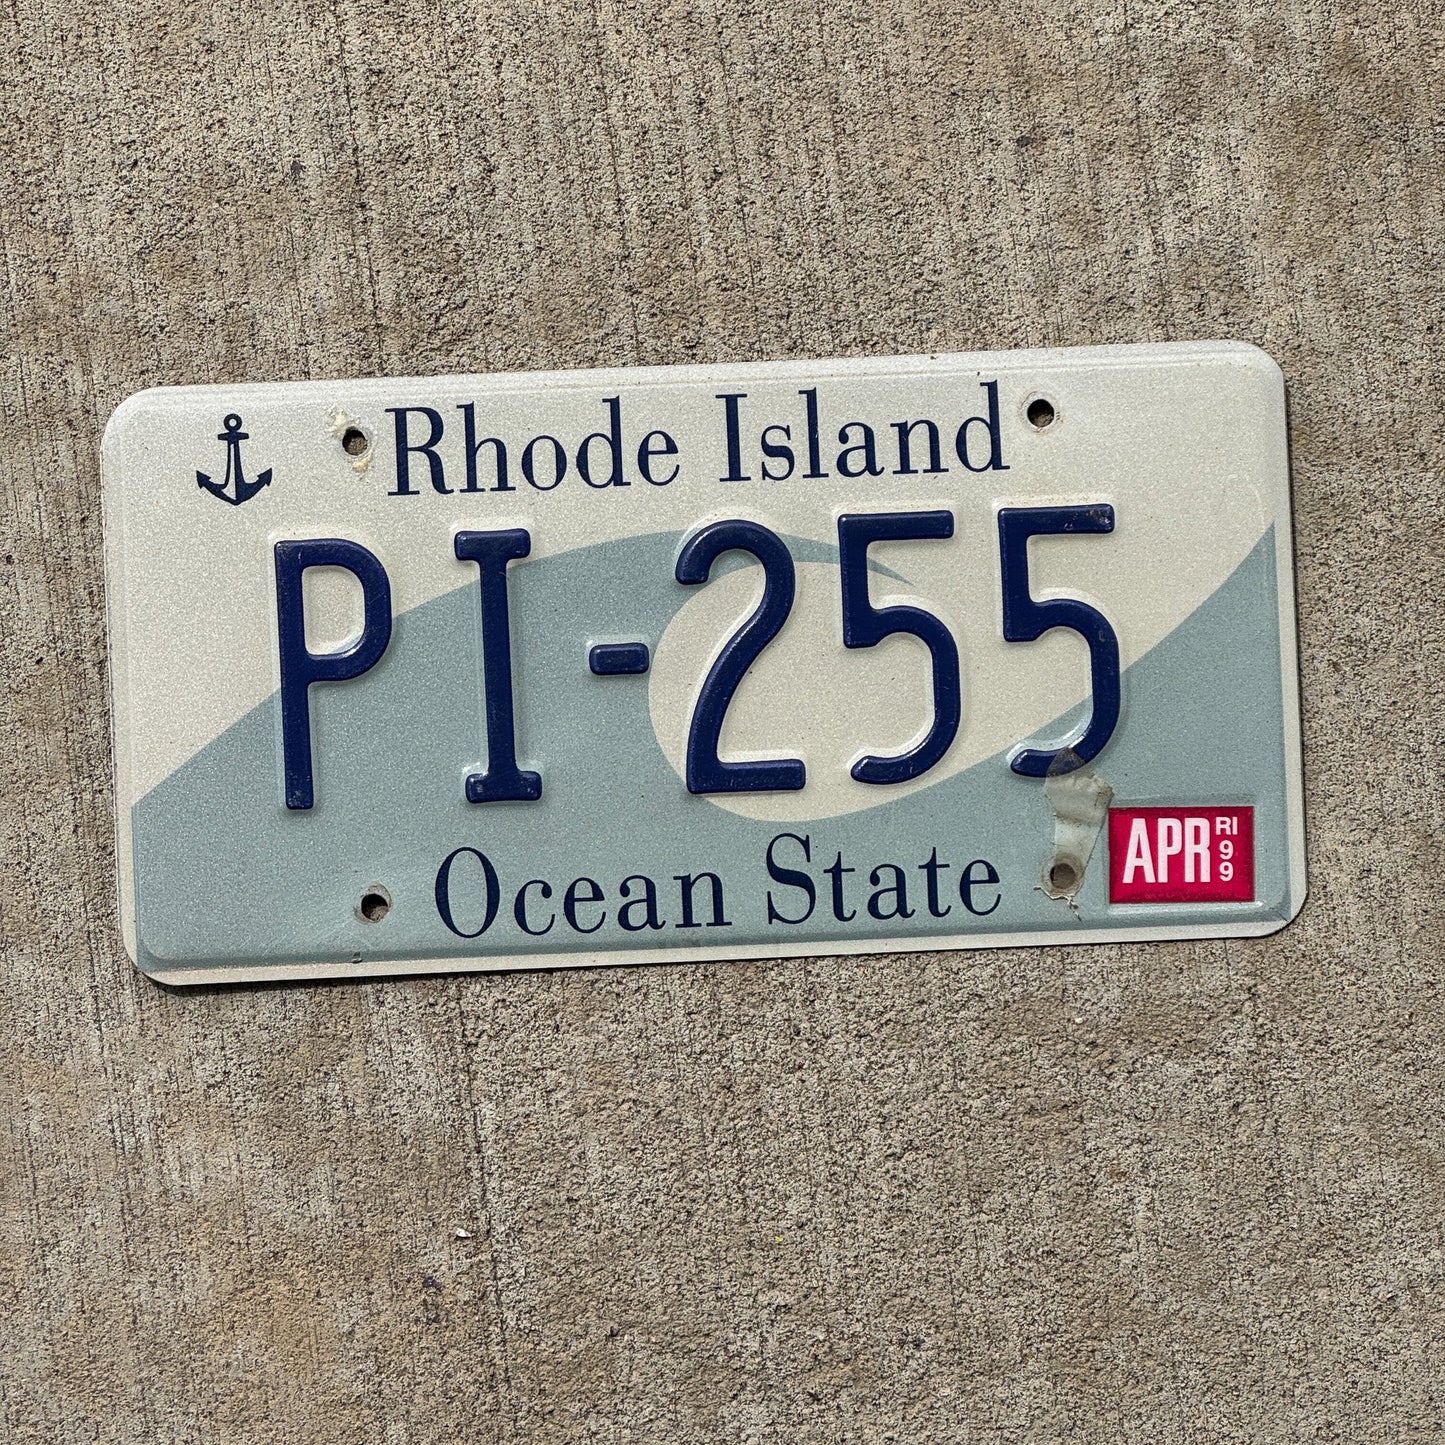 Rhode Island
PI-255
Ocean State
APR RI 99